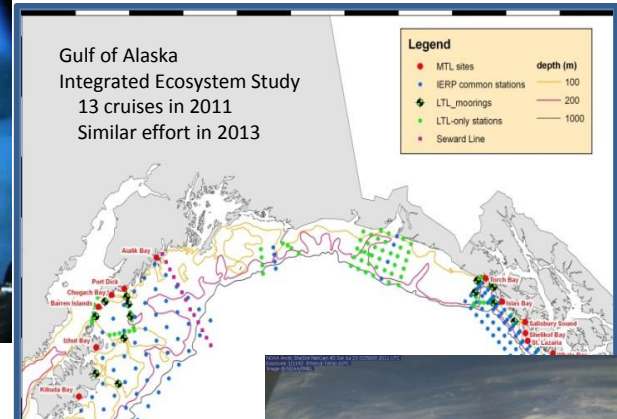 Gulf of Alaska
Integrated Ecosystem Study
13 cruises in 2011
Similar effort in 2013
Legend
MTL sites
IERP common stations
LTL_moorings
LTL-only stations
Seward Line
depth (m)
100
200
1000
Aialik Bay
Port Dick
Chugach Bay
Barren Islands
Izhut Bay
Kiliuda Bay
Torch Bay
Islas Bay
Salisbury Sound
Shelikof Bay
St. Lazaria